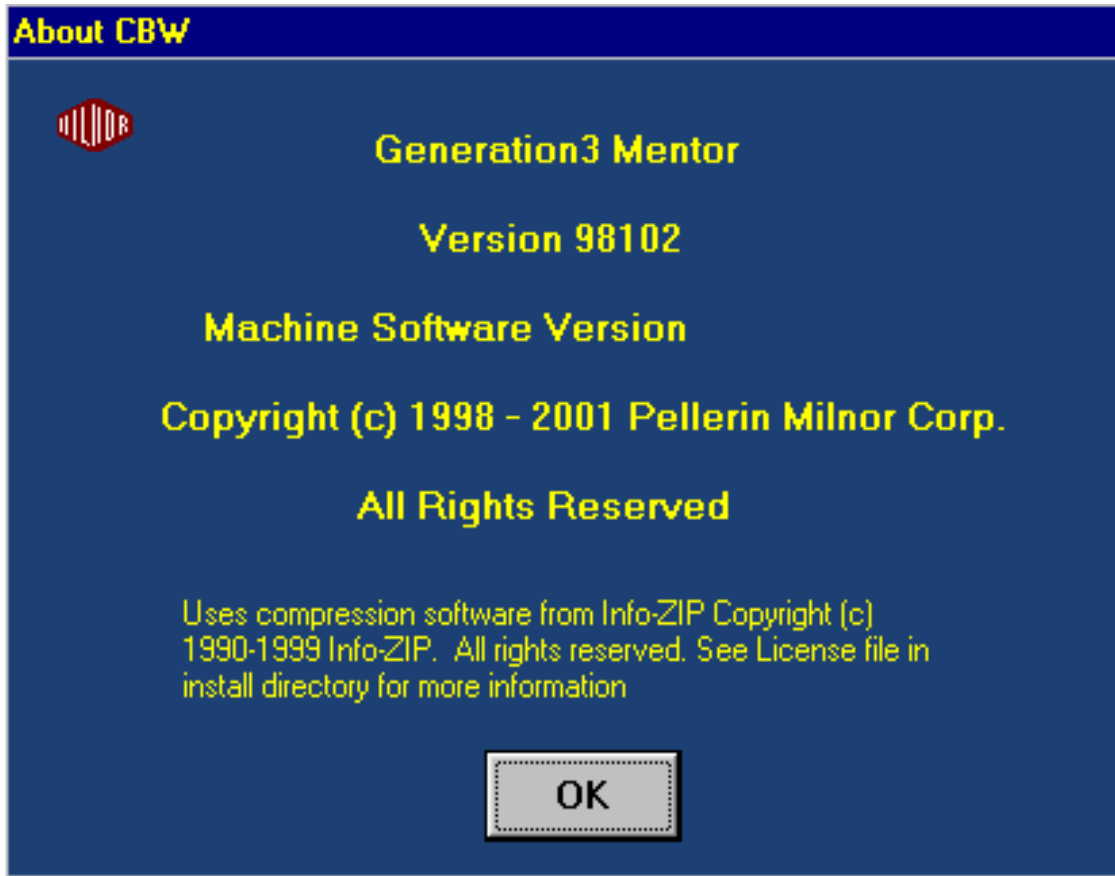 About CBW
MILNOR
Generation3 Mentor
Version 98102
Machine Software Version
Copyright (c) 1998 - 2001 Pellerin Milnor Corp.
All Rights Reserved
Uses compression software from Info-ZIP Copyright (c)
1990-1999 Info-ZIP.  All rights reserved. See License file in
install directory for more information
OK